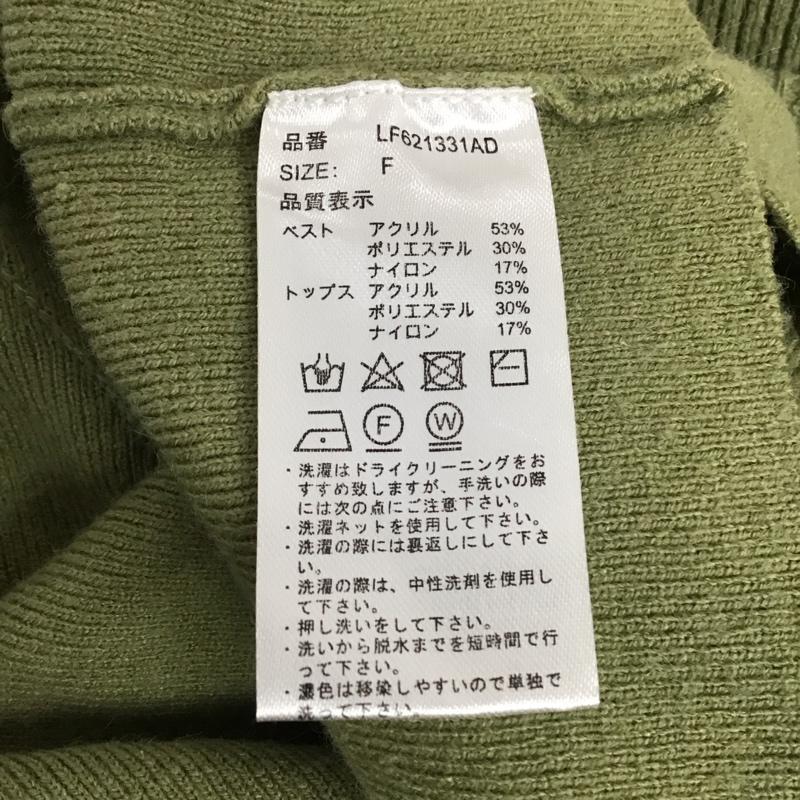 品番 LF621331AD
SIZE: F
品質表示
ベスト アクリル 53%
ポリエステル 30%
ナイロン 17%
トップス アクリル 53%
ポリエステル 30%
ナイロン 17%
F W
・洗濯はドライクリーニングをお
すすめ致しますが、手洗いの際
には次の点にご注意下さい。
・洗濯ネットを使用して下さい。
・洗濯の際には裏返しにして下さ
い。
・洗濯の際は、中性洗剤を使用し
て下さい。
・押し洗いをして下さい。
・洗いから脱水までを短時間で行
って下さい。
・濃色は移染しやすいので単独で
洗って下さい。